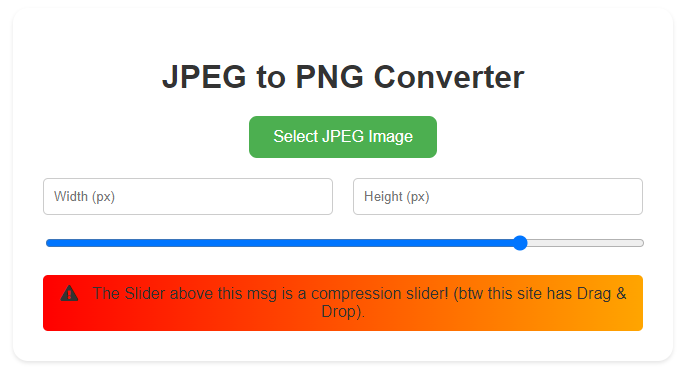 JPEG to PNG Converter
Select JPEG Image
Width (px)
Height (px)
The Slider above this msg is a compression slider! (btw this site has Drag &
Drop).